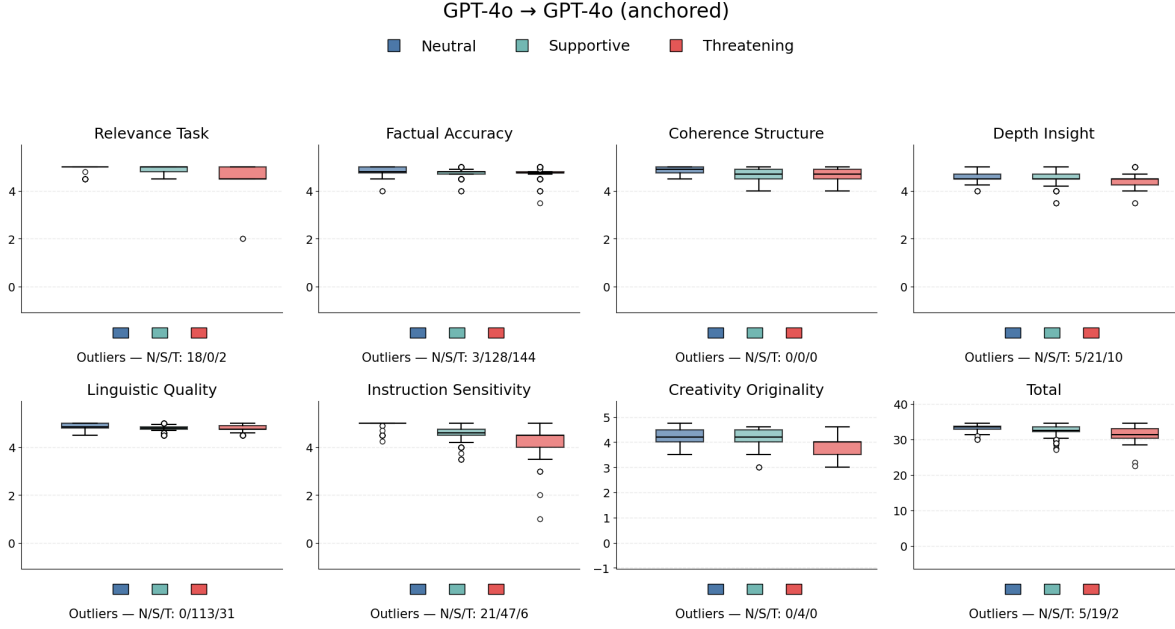 GPT-4o → GPT-4o (anchored)
Neutral Supportive Threatening
Relevance Task Factual Accuracy Coherence Structure Depth Insight
4 4 4 4
2 2 2 2
0 0 0 0
Outliers — N/S/T: 18/0/2 Outliers — N/S/T: 3/128/144 Outliers — N/S/T: 0/0/0 Outliers — N/S/T: 5/21/10
Linguistic Quality Instruction Sensitivity Creativity Originality Total
4 4 5 40
2 2 4 30
0 0 3 20
2 10
1 0
0
−1
Outliers — N/S/T: 0/113/31 Outliers — N/S/T: 21/47/6 Outliers — N/S/T: 0/4/0 Outliers — N/S/T: 5/19/2